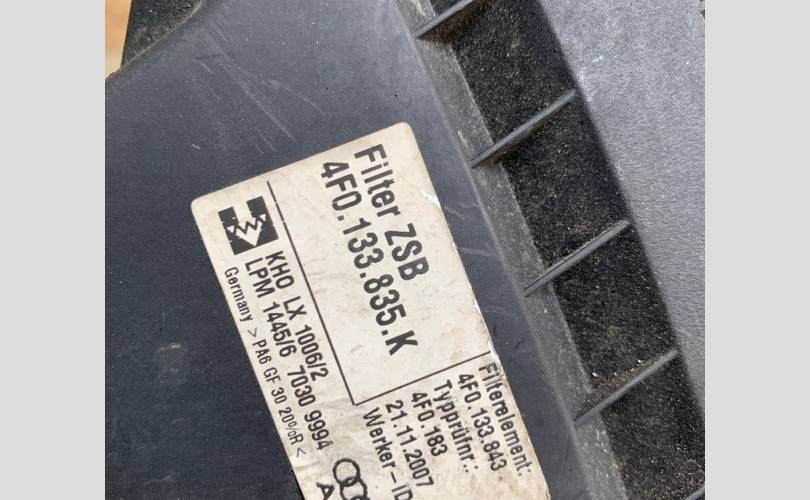 Filter ZSB
4F0.133.835.K
KHO LX 1006/2
LPM 1445/6 7030 9994
Germany > PA6 GF 30 20%R <
Filterelement:
4F0.133.843
Typprüfnr.:
4F0.183
21.11.2007
Werker-ID